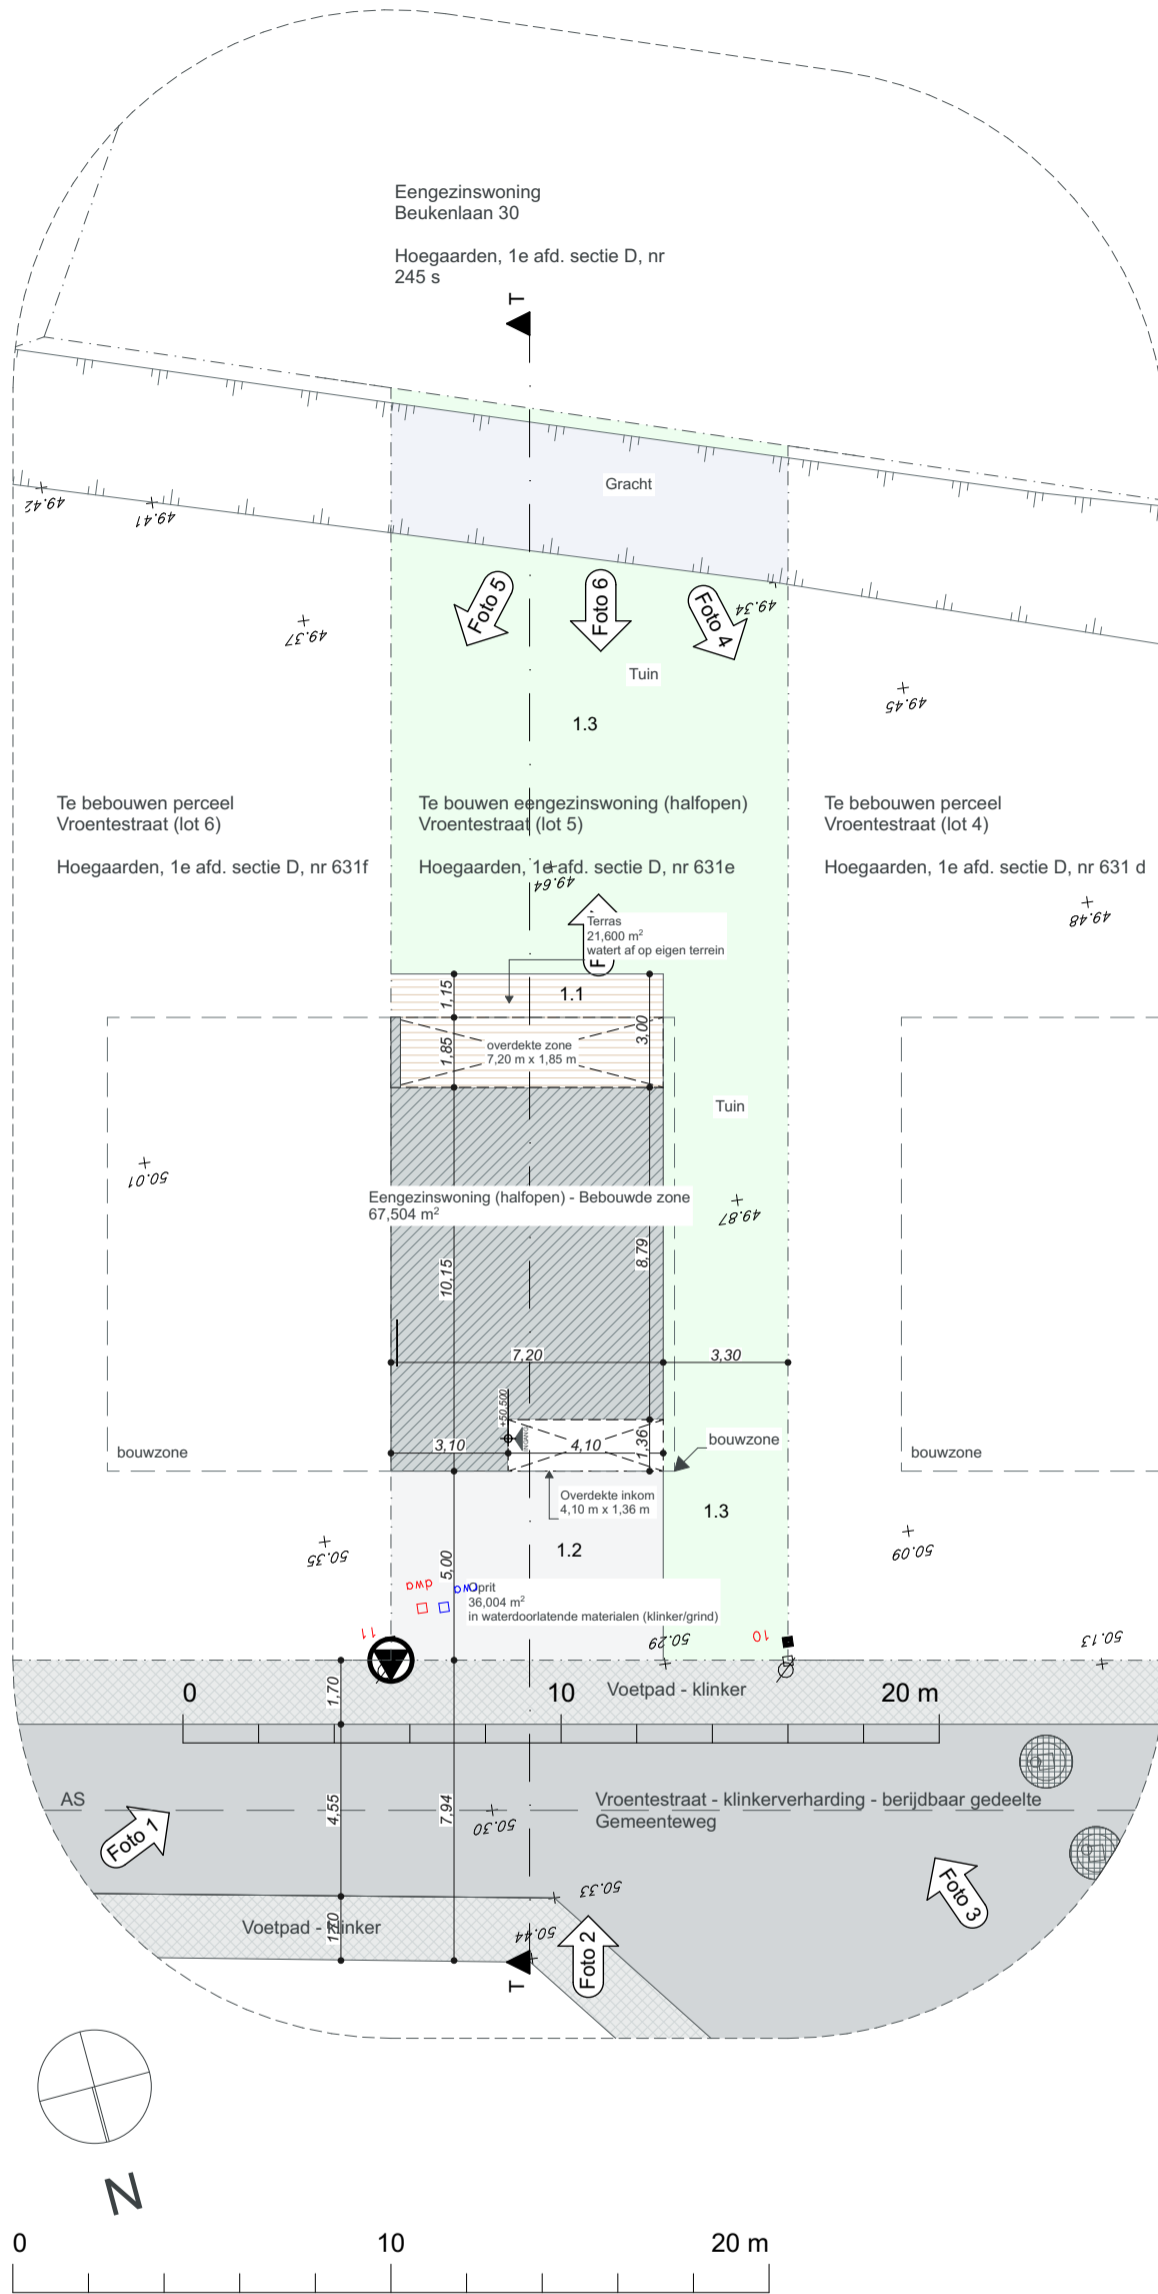 Eengezinswoning
Beukenlaan 30
Hoegaarden, 1e afd. sectie D, nr
245 s
T
Gracht
49.42
49.41
49.37
Foto 5
Foto 6
Foto 4
49.34
Tuin
49.45
1.3
Te bebouwen perceel
Vroentestraat (lot 6)
Hoegaarden, 1e afd. sectie D, nr 631f
Te bouwen eengezinswoning (halfopen)
Vroentestraat (lot 5)
Hoegaarden, 1e afd. sectie D, nr 631e
Te bebouwen perceel
Vroentestraat (lot 4)
Hoegaarden, 1e afd. sectie D, nr 631 d
49.64
49.48
Terras
21,600 m²
watert af op eigen terrein
F
1,15
1.1
3,00
1,85
overdekte zone
7,20 m x 1,85 m
Tuin
50.01
Eengezinswoning (halfopen) - Bebouwde zone
67,504 m²
49.87
10,15
8,79
7,20
3,30
+50,500
3,10
4,10
1,36
bouwzone
bouwzone
bouwzone
Overdekte inkom
4,10 m x 1,36 m
1.3
1.2
50.35
50.09
5,00
dwa
rwa
Oprit
36,004 m²
in waterdoorlatende materialen (klinker/grind)
11
50.29
10
50.13
1,70
Voetpad - klinker
0
10
20 m
AS
Vroentestraat - klinkerverharding - berijdbaar gedeelte
Gemeenteweg
4,55
7,94
50.30
Foto 1
50.33
Foto 3
Voetpad - klinker
1,70
50.44
Foto 2
T
N
0
10
20 m